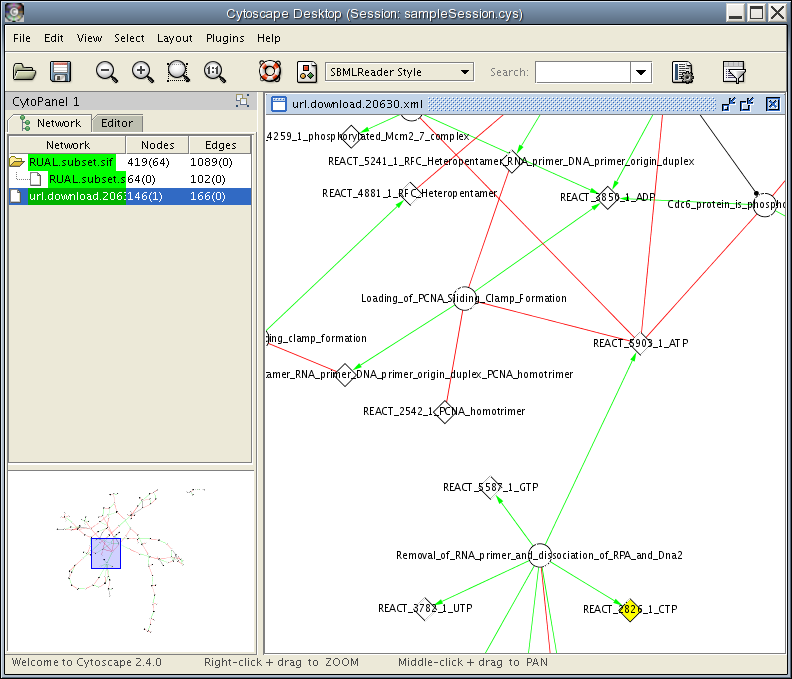 Cytoscape Desktop (Session: sampleSession.cys)
File Edit View Select Layout Plugins Help
SBMLReader Style Search:
CytoPanel 1
url.download.20630.xml
Network Editor
Network Nodes Edges
RUAL.subset.sif 419(64) 1089(0)
RUAL.subset.s 64(0) 102(0)
url.download.2063 146(1) 166(0)
4259_1_phosphorylated_Mcm2_7_complex
REACT_5241_1_RFC_Heteropentamer_RNA_primer_DNA_primer_origin_duplex
REACT_4881_1_RFC_Heteropentamer
REACT_3850_1_ADP
Cdc6_protein_is_phospho
Loading_of_PCNA_Sliding_Clamp_Formation
ing_clamp_formation
REACT_5903_1_ATP
tamer_RNA_primer_DNA_primer_origin_duplex_PCNA_homotrimer
REACT_2542_1_PCNA_homotrimer
REACT_5587_1_GTP
Removal_of_RNA_primer_and_dissociation_of_RPA_and_Dna2
REACT_3782_1_UTP
REACT_2826_1_CTP
Welcome to Cytoscape 2.4.0 Right-click + drag to ZOOM Middle-click + drag to PAN